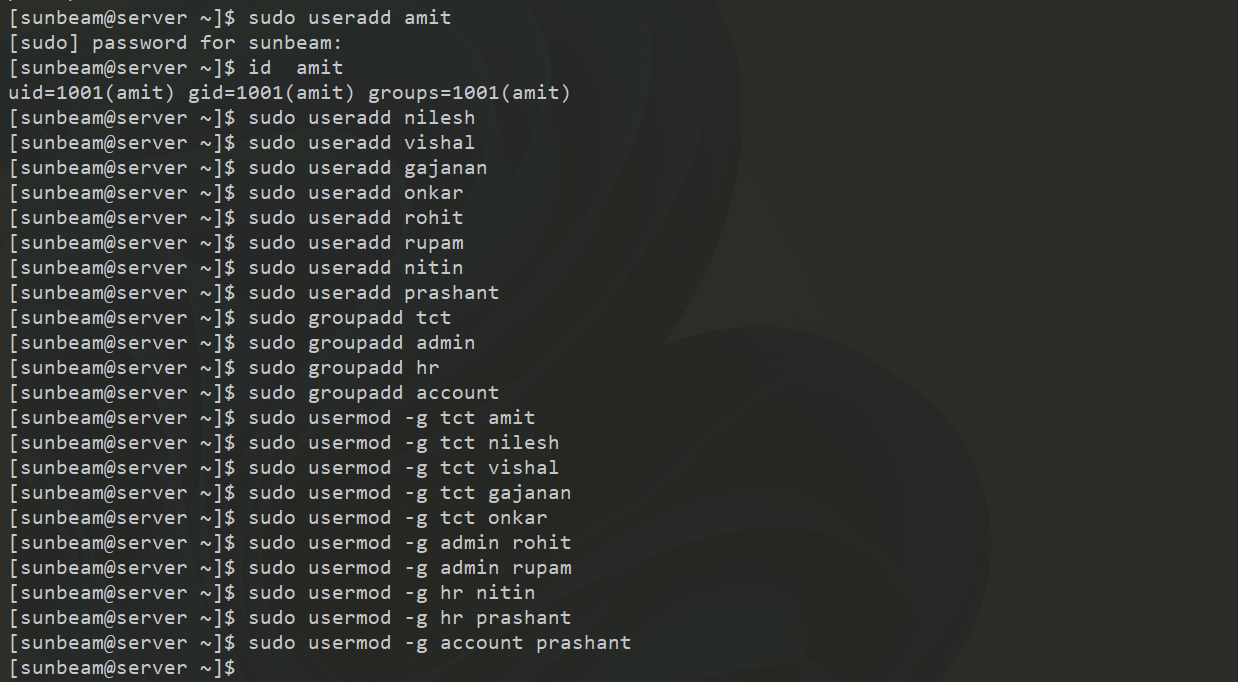 [sunbeam@server ~]$ sudo useradd amit
[sudo] password for sunbeam:
[sunbeam@server ~]$ id  amit
uid=1001(amit) gid=1001(amit) groups=1001(amit)
[sunbeam@server ~]$ sudo useradd nilesh
[sunbeam@server ~]$ sudo useradd vishal
[sunbeam@server ~]$ sudo useradd gajanan
[sunbeam@server ~]$ sudo useradd onkar
[sunbeam@server ~]$ sudo useradd rohit
[sunbeam@server ~]$ sudo useradd rupam
[sunbeam@server ~]$ sudo useradd nitin
[sunbeam@server ~]$ sudo useradd prashant
[sunbeam@server ~]$ sudo groupadd tct
[sunbeam@server ~]$ sudo groupadd admin
[sunbeam@server ~]$ sudo groupadd hr
[sunbeam@server ~]$ sudo groupadd account
[sunbeam@server ~]$ sudo usermod -g tct amit
[sunbeam@server ~]$ sudo usermod -g tct nilesh
[sunbeam@server ~]$ sudo usermod -g tct vishal
[sunbeam@server ~]$ sudo usermod -g tct gajanan
[sunbeam@server ~]$ sudo usermod -g tct onkar
[sunbeam@server ~]$ sudo usermod -g admin rohit
[sunbeam@server ~]$ sudo usermod -g admin rupam
[sunbeam@server ~]$ sudo usermod -g hr nitin
[sunbeam@server ~]$ sudo usermod -g hr prashant
[sunbeam@server ~]$ sudo usermod -g account prashant
[sunbeam@server ~]$